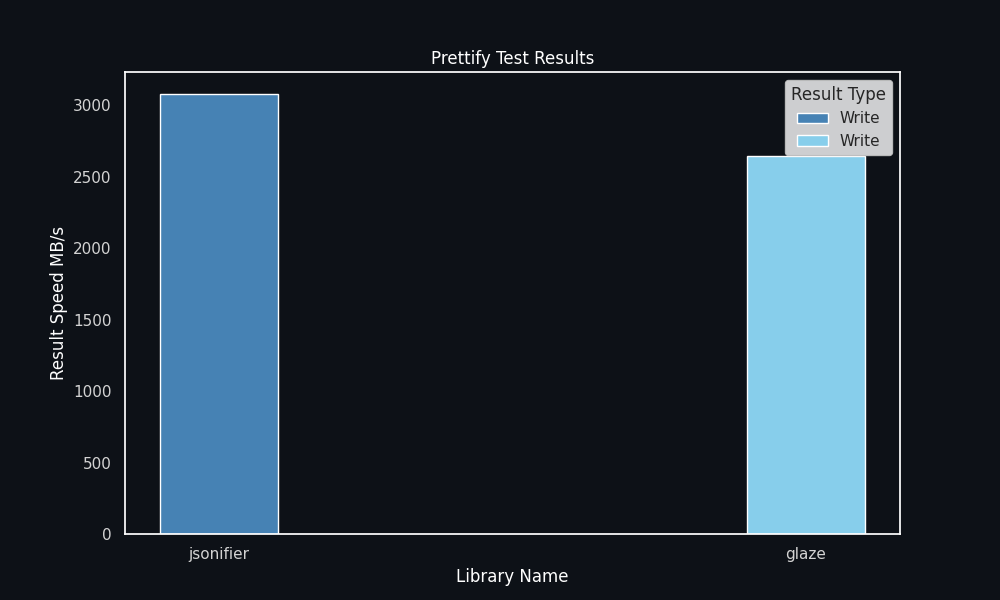 Prettify Test Results
Result Type
Write
Write
Result Speed MB/s
3000
2500
2000
1500
1000
500
0
jsonifier
glaze
Library Name